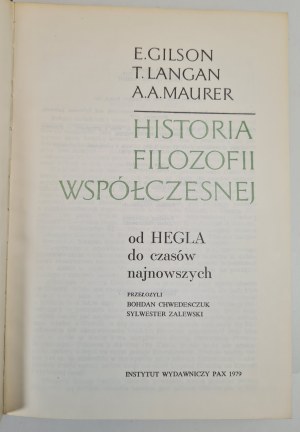 E. GILSON
T. LANGAN
A.A. MAURER
HISTORIA
FILOZOFII
WSPÓŁCZESNEJ
od HEGLA
do czasów
najnowszych
PRZEŁOŻYLI
BOHDAN CHWEDEŃCZUK
SYLWESTER ZALEWSKI
INSTYTUT WYDAWNICZY PAX 1979